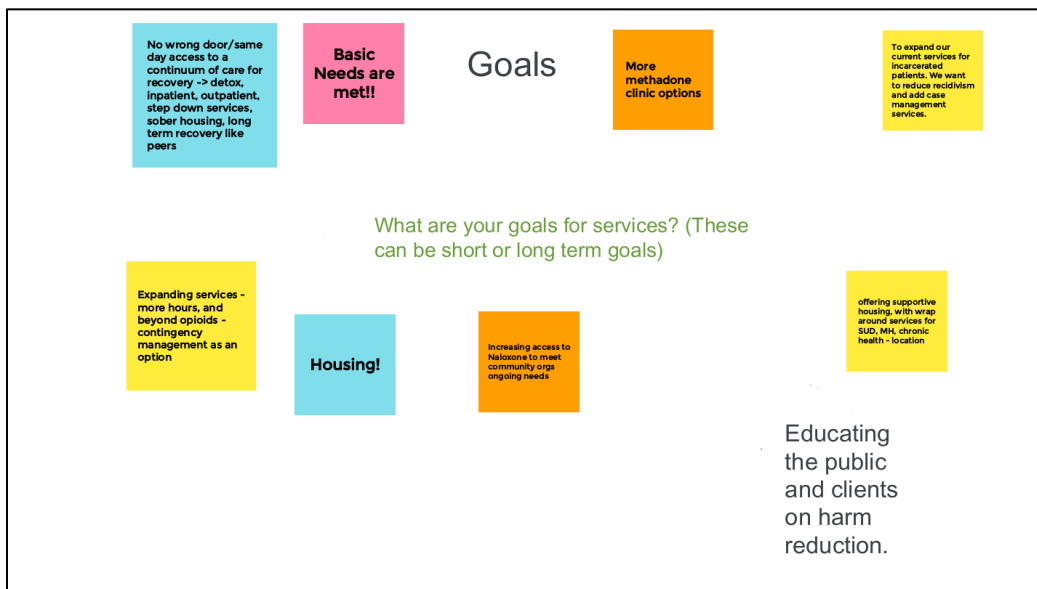 No wrong door/same
day access to a
continuum of care for
recovery -> detox,
inpatient, outpatient,
step down services,
sober housing, long
term recovery like
peers
Basic
Needs are
met!!
Goals
More
methadone
clinic options
To expand our
current services for
incarcerated
patients. We want
to reduce recidivism
and add case
management
services.
What are your goals for services? (These
can be short or long term goals)
Expanding services -
more hours, and
beyond opioids -
contingency
management as an
option
Housing!
Increasing access to
Naloxone to meet
community orgs
ongoing needs
offering supportive
housing, with wrap
around services for
SUD, MH, chronic
health - location
Educating
the public
and clients
on harm
reduction.